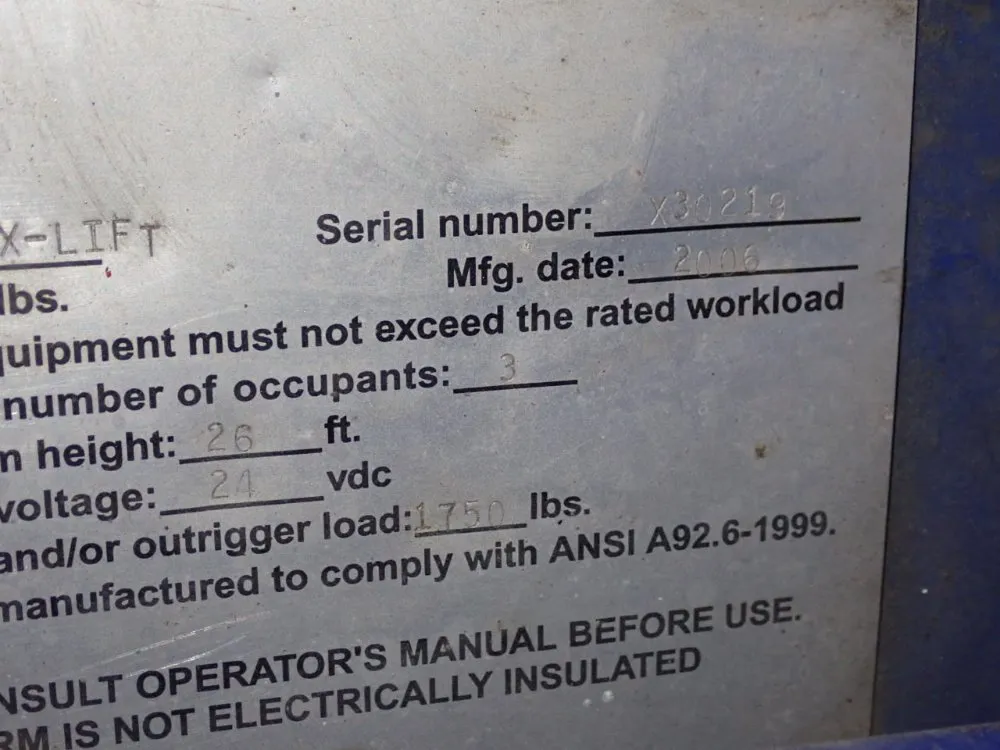 X-LIFT Serial number: X30219
Mfg. date: 2006
lbs.
quipment must not exceed the rated workload
number of occupants: 3
m height: 26 ft.
voltage: 24 vdc
and/or outrigger load: 1750 lbs.
manufactured to comply with ANSI A92.6-1999.
NSULT OPERATOR'S MANUAL BEFORE USE.
RM IS NOT ELECTRICALLY INSULATED